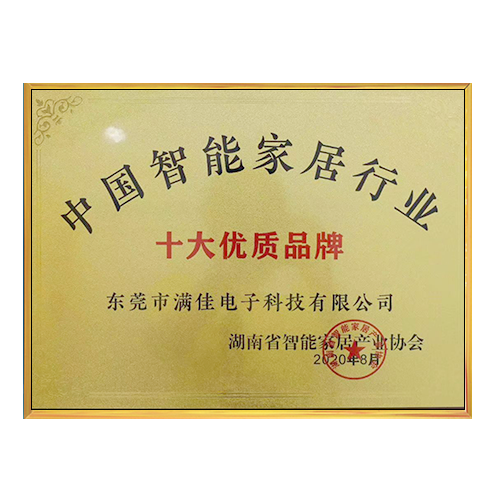 中国智能家居行业
十大优质品牌
东莞市满佳电子科技有限公司
湖南省智能家居产业协会
2020年8月